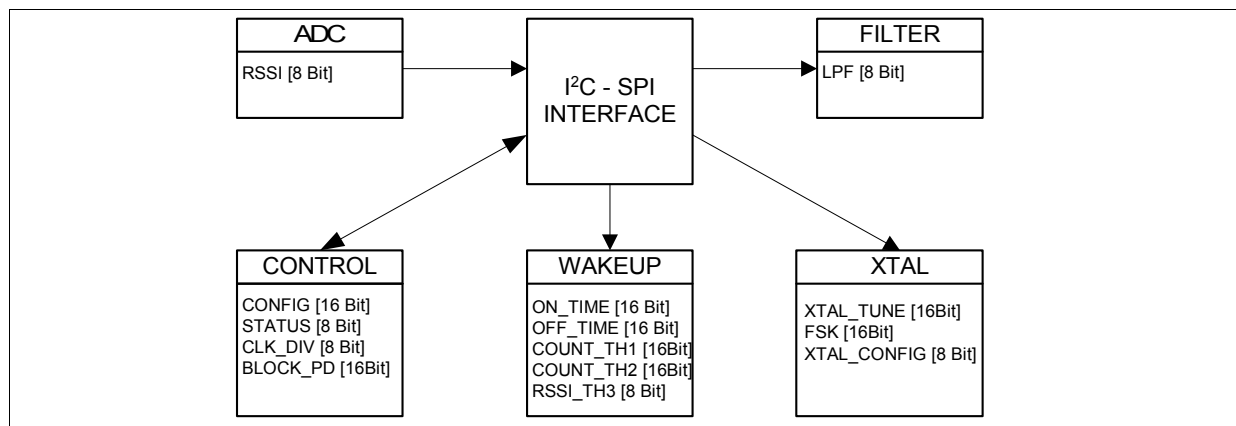 ADC
RSSI [8 Bit]
I²C - SPI
INTERFACE
FILTER
LPF [8 Bit]
CONTROL
CONFIG [16 Bit]
STATUS [8 Bit]
CLK_DIV [8 Bit]
BLOCK_PD [16Bit]
WAKEUP
ON_TIME [16 Bit]
OFF_TIME [16 Bit]
COUNT_TH1 [16Bit]
COUNT_TH2 [16Bit]
RSSI_TH3 [8 Bit]
XTAL
XTAL_TUNE [16Bit]
FSK [16Bit]
XTAL_CONFIG [8 Bit]